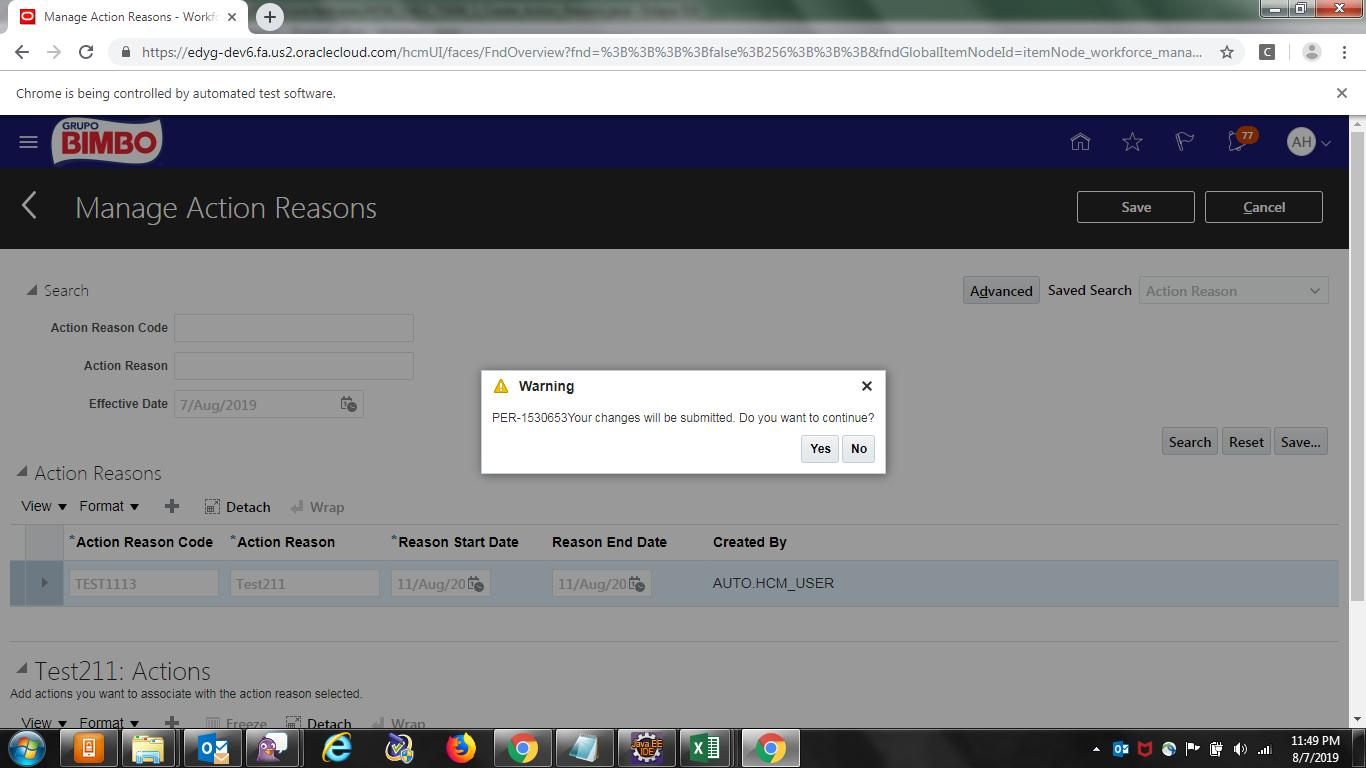 Manage Action Reasons - Workfo
https://edyg-dev6.fa.us2.oraclecloud.com/hcmUI/faces/FndOverview?fnd=%3B%3B%3B%3Bfalse%3B256%3B%3B%3B&fndGlobalItemNodeId=itemNode_workforce_mana...
C
Chrome is being controlled by automated test software.
GRUPO
BIMBO
77
AH
Manage Action Reasons
Save
Cancel
Search
Advanced
Saved Search
Action Reason
Action Reason Code
Action Reason
Effective Date
7/Aug/2019
Warning
PER-1530653Your changes will be submitted. Do you want to continue?
Yes
No
Search
Reset
Save...
Action Reasons
View
Format
Detach
Wrap
*Action Reason Code
*Action Reason
*Reason Start Date
Reason End Date
Created By
TEST1113
Test211
11/Aug/20
11/Aug/20
AUTO.HCM_USER
Test211: Actions
Add actions you want to associate with the action reason selected.
View
Format
Freeze
Detach
Wrap
Java EE
IDE
11:49 PM
8/7/2019